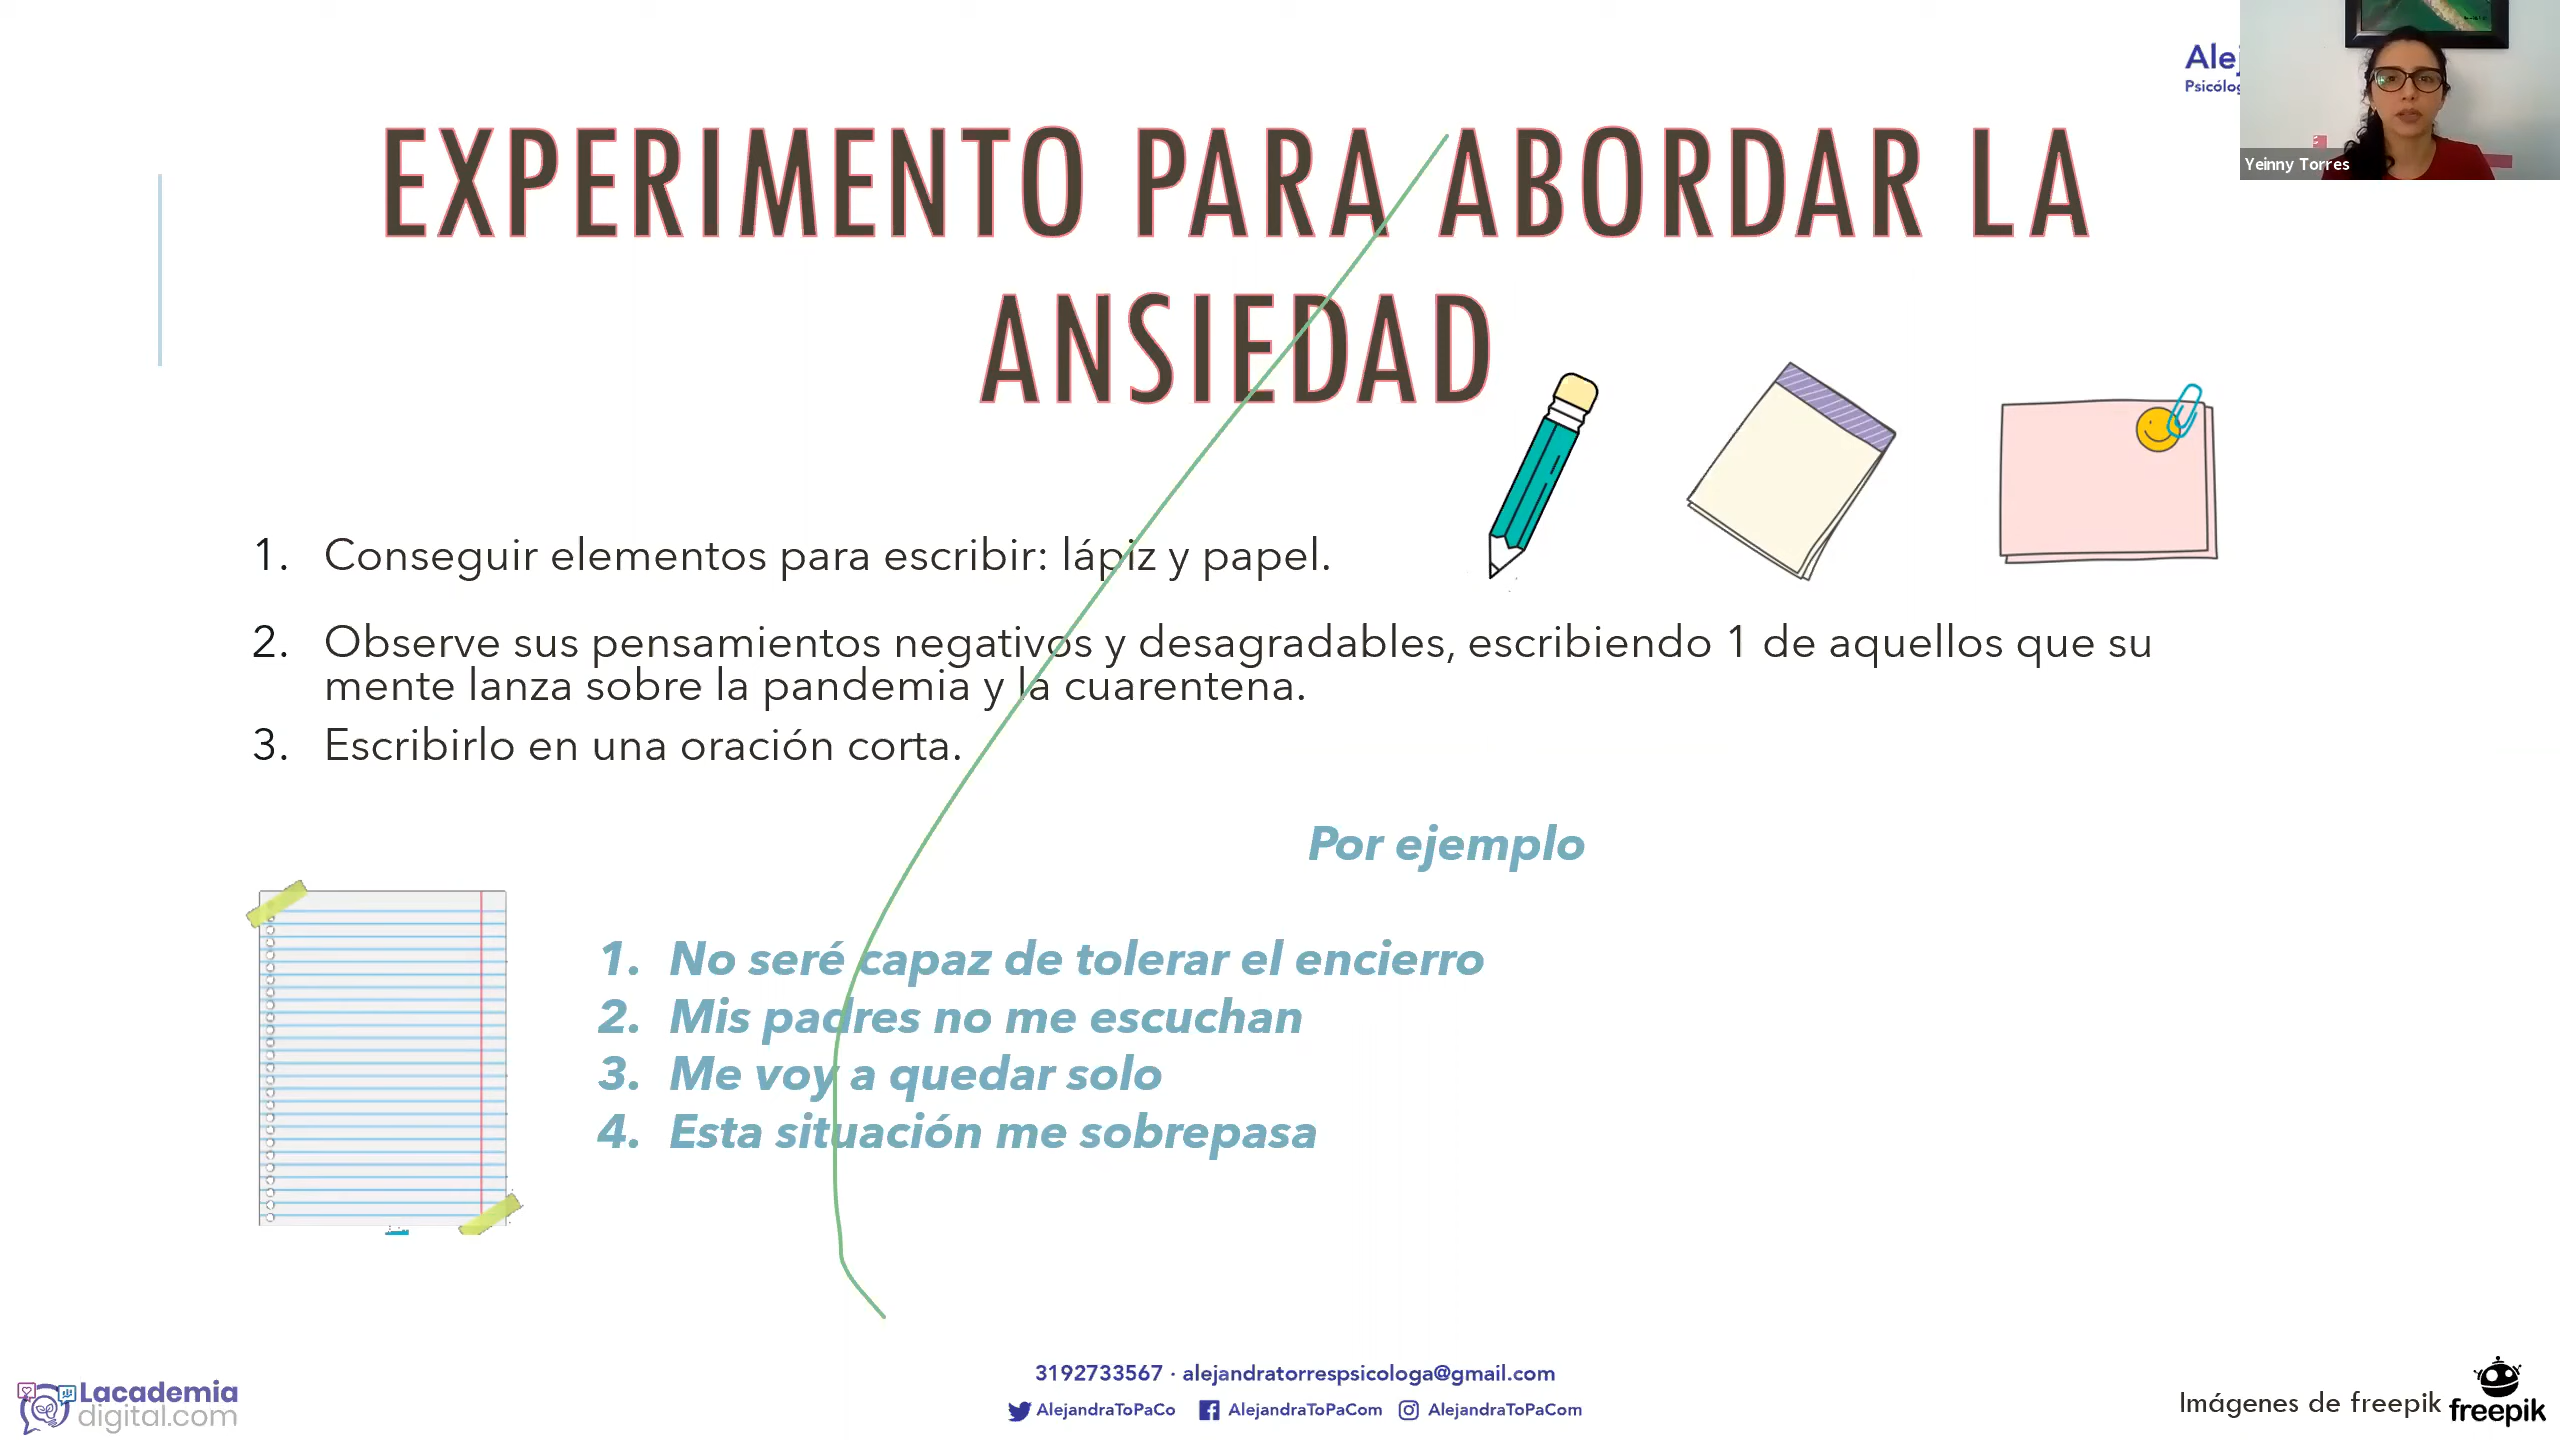 Ale
Psicólo
Yeinny Torres
EXPERIMENTO PARA ABORDAR LA
ANSIEDAD
1. Conseguir elementos para escribir: lápiz y papel.
2. Observe sus pensamientos negativos y desagradables, escribiendo 1 de aquellos que su
mente lanza sobre la pandemia y la cuarentena.
3. Escribirlo en una oración corta.
Por ejemplo
1. No seré capaz de tolerar el encierro
2. Mis padres no me escuchan
3. Me voy a quedar solo
4. Esta situación me sobrepasa
3192733567 · alejandratorrespsicologa@gmail.com
AlejandraToPaCo AlejandraToPaCom AlejandraToPaCom
Lacademia
digital.com
Imágenes de freepik freepik